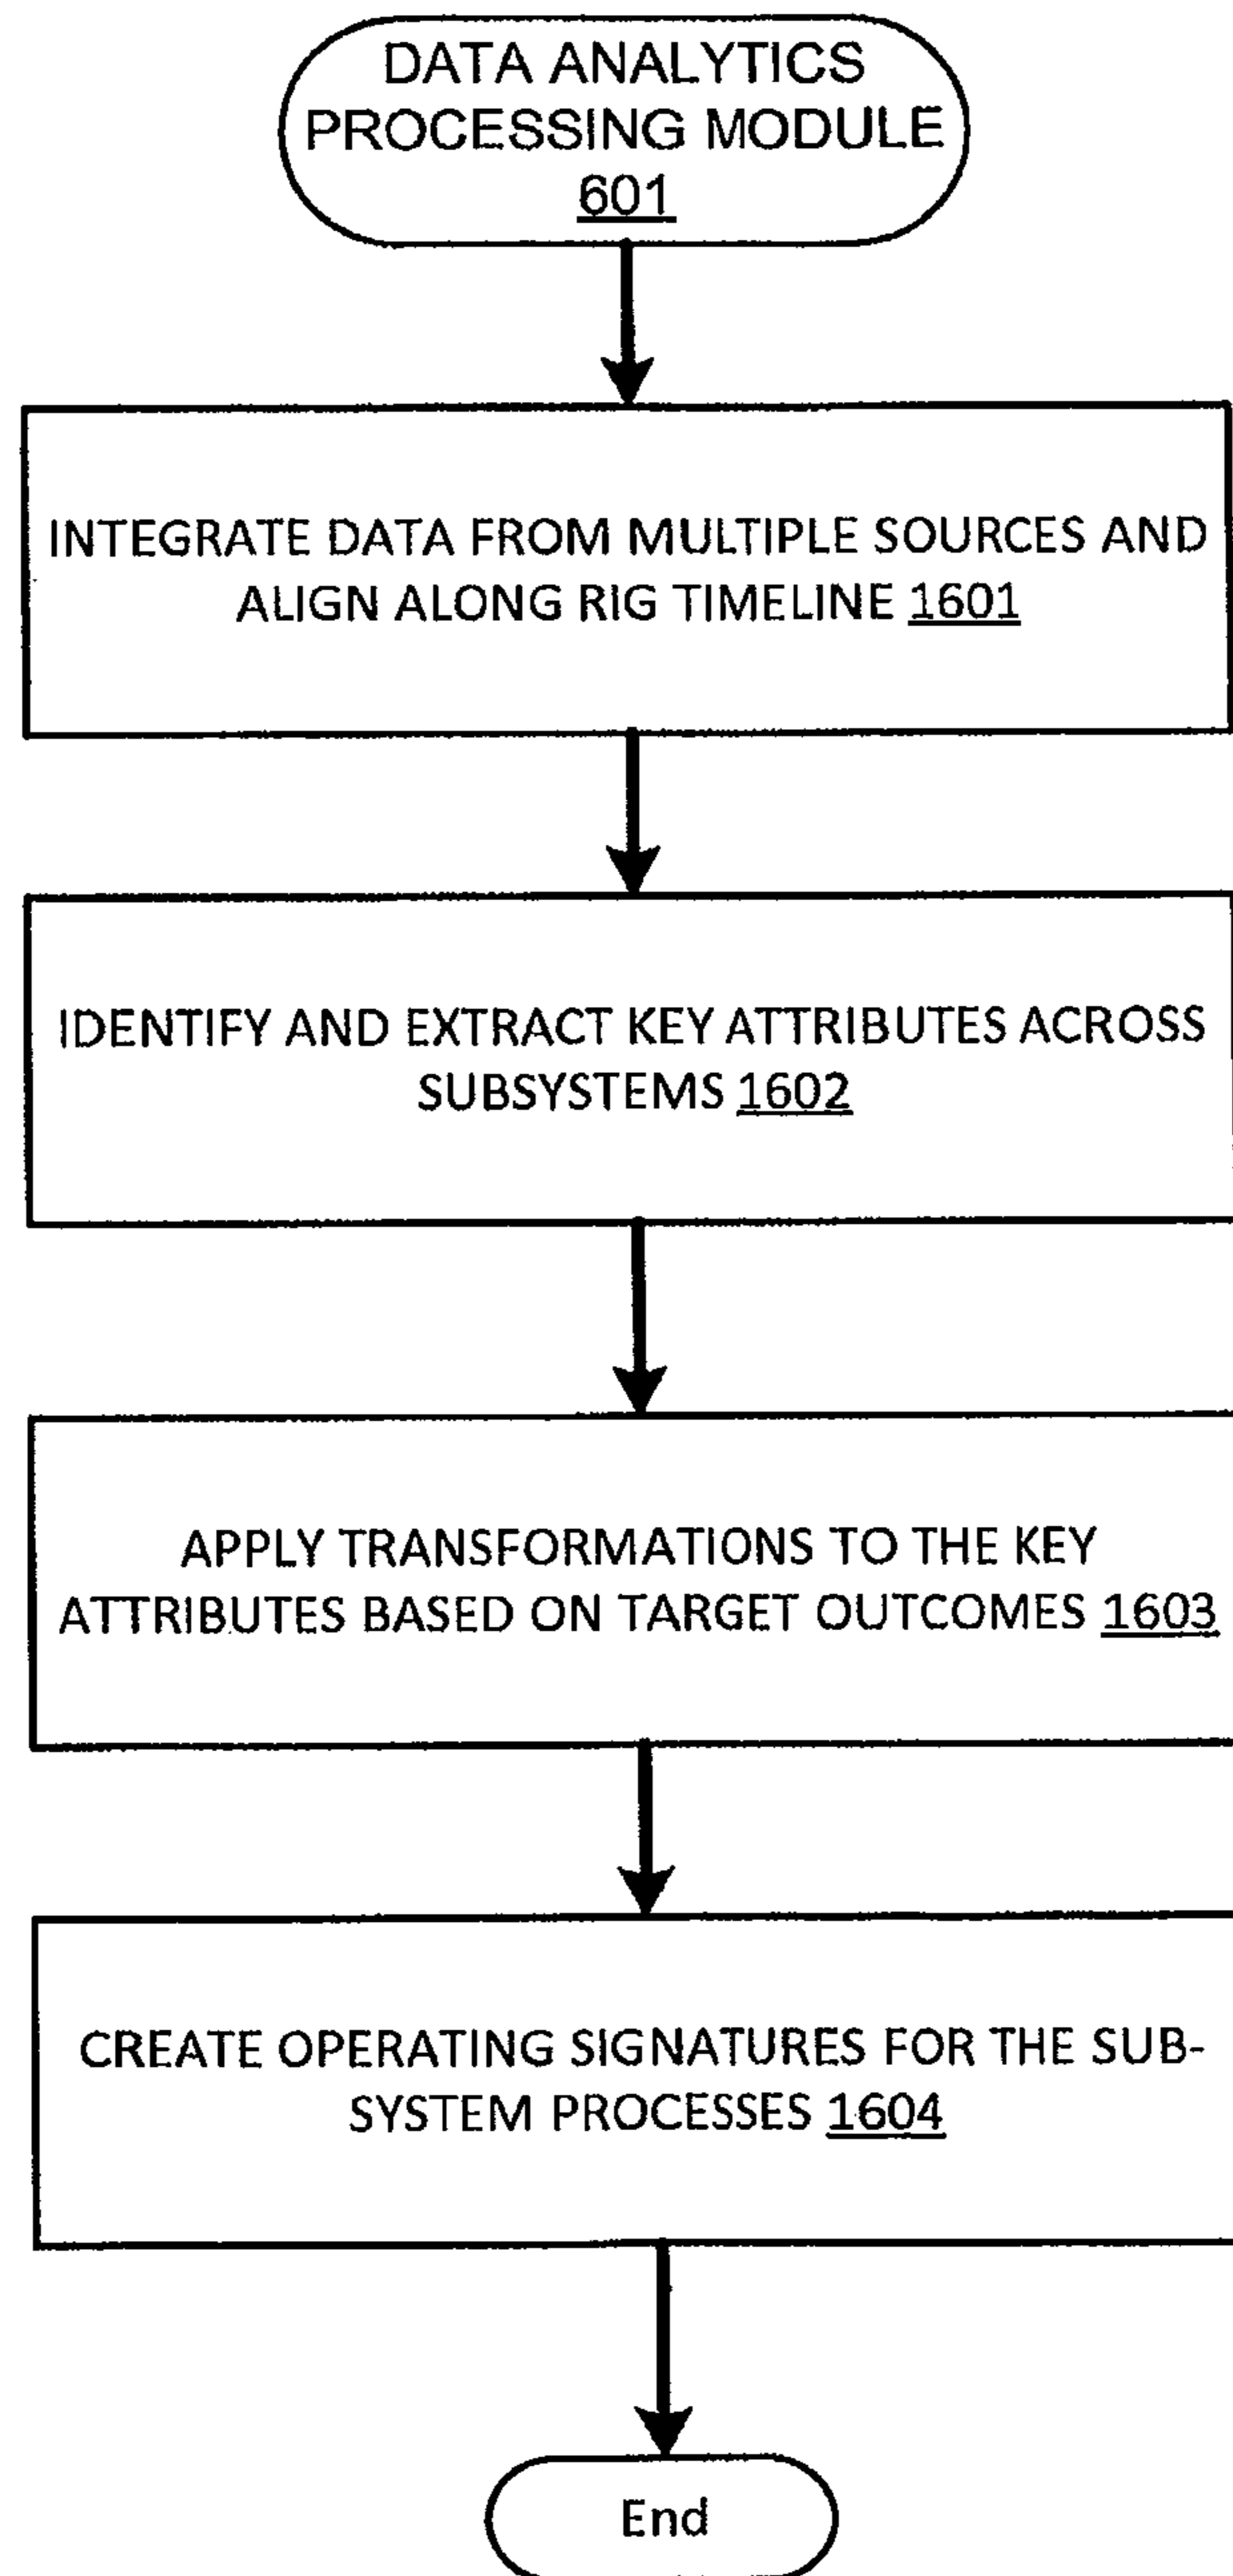 DATA ANALYTICS
PROCESSING MODULE
601
INTEGRATE DATA FROM MULTIPLE SOURCES AND
ALIGN ALONG RIG TIMELINE 1601
IDENTIFY AND EXTRACT KEY ATTRIBUTES ACROSS
SUBSYSTEMS 1602
APPLY TRANSFORMATIONS TO THE KEY
ATTRIBUTES BASED ON TARGET OUTCOMES 1603
CREATE OPERATING SIGNATURES FOR THE SUB-
SYSTEM PROCESSES 1604
End